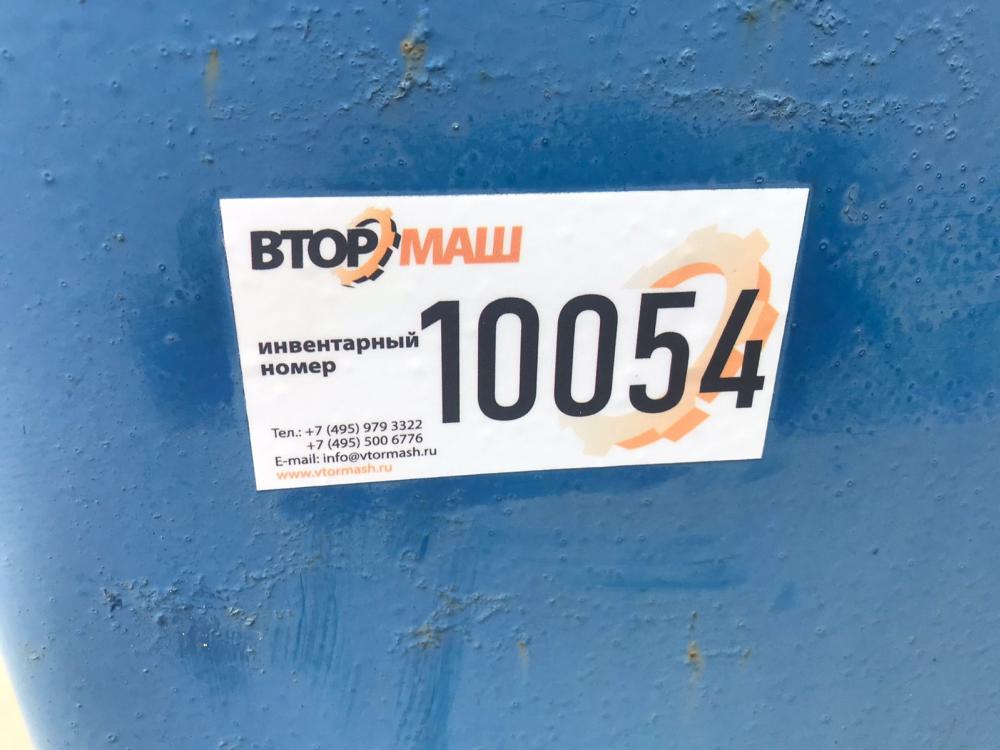 ВТОРМАШ
инвентарный
номер
10054
Тел.: +7 (495) 979 3322
+7 (495) 500 6776
E-mail: info@vtormash.ru
www.vtormash.ru